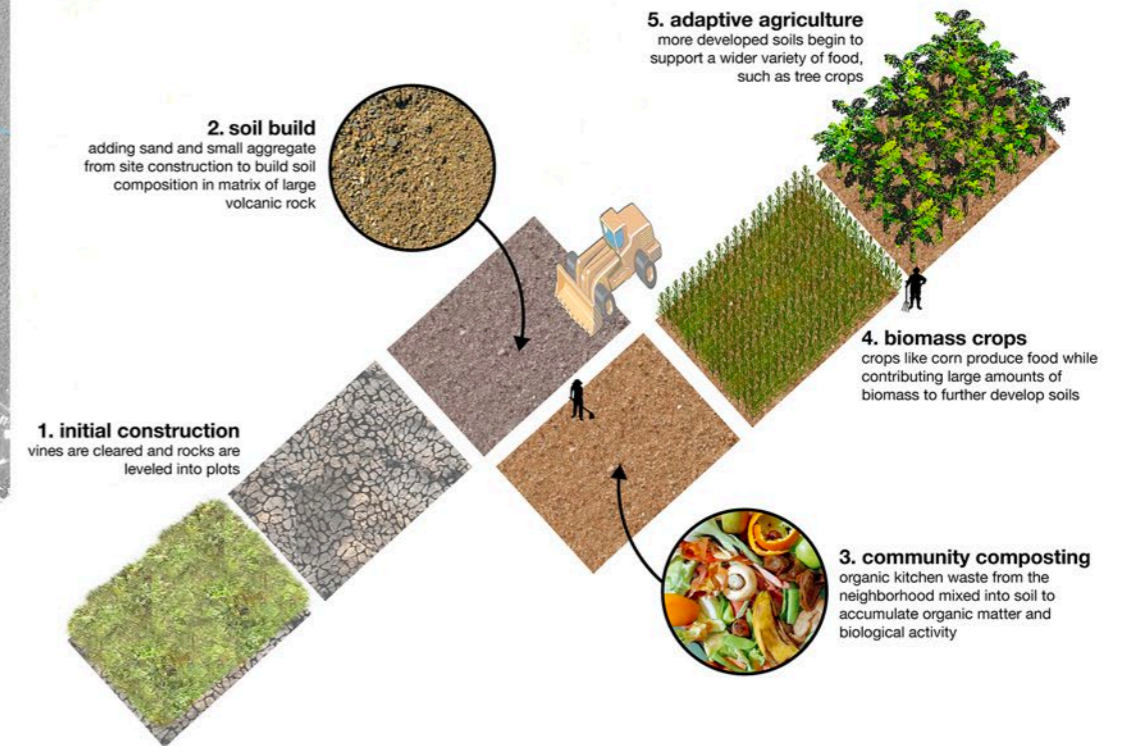 1. initial construction
vines are cleared and rocks are
leveled into plots
2. soil build
adding sand and small aggregate
from site construction to build soil
composition in matrix of large
volcanic rock
3. community composting
organic kitchen waste from the
neighborhood mixed into soil to
accumulate organic matter and
biological activity
4. biomass crops
crops like corn produce food while
contributing large amounts of
biomass to further develop soils
5. adaptive agriculture
more developed soils begin to
support a wider variety of food,
such as tree crops